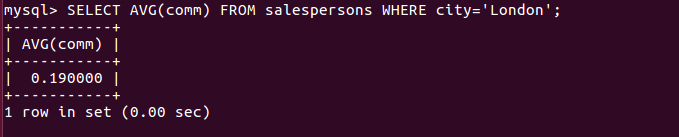 mysql> SELECT AVG(comm) FROM salespersons WHERE city='London';
+-----------+
| AVG(comm) |
+-----------+
|  0.190000 |
+-----------+
1 row in set (0.00 sec)